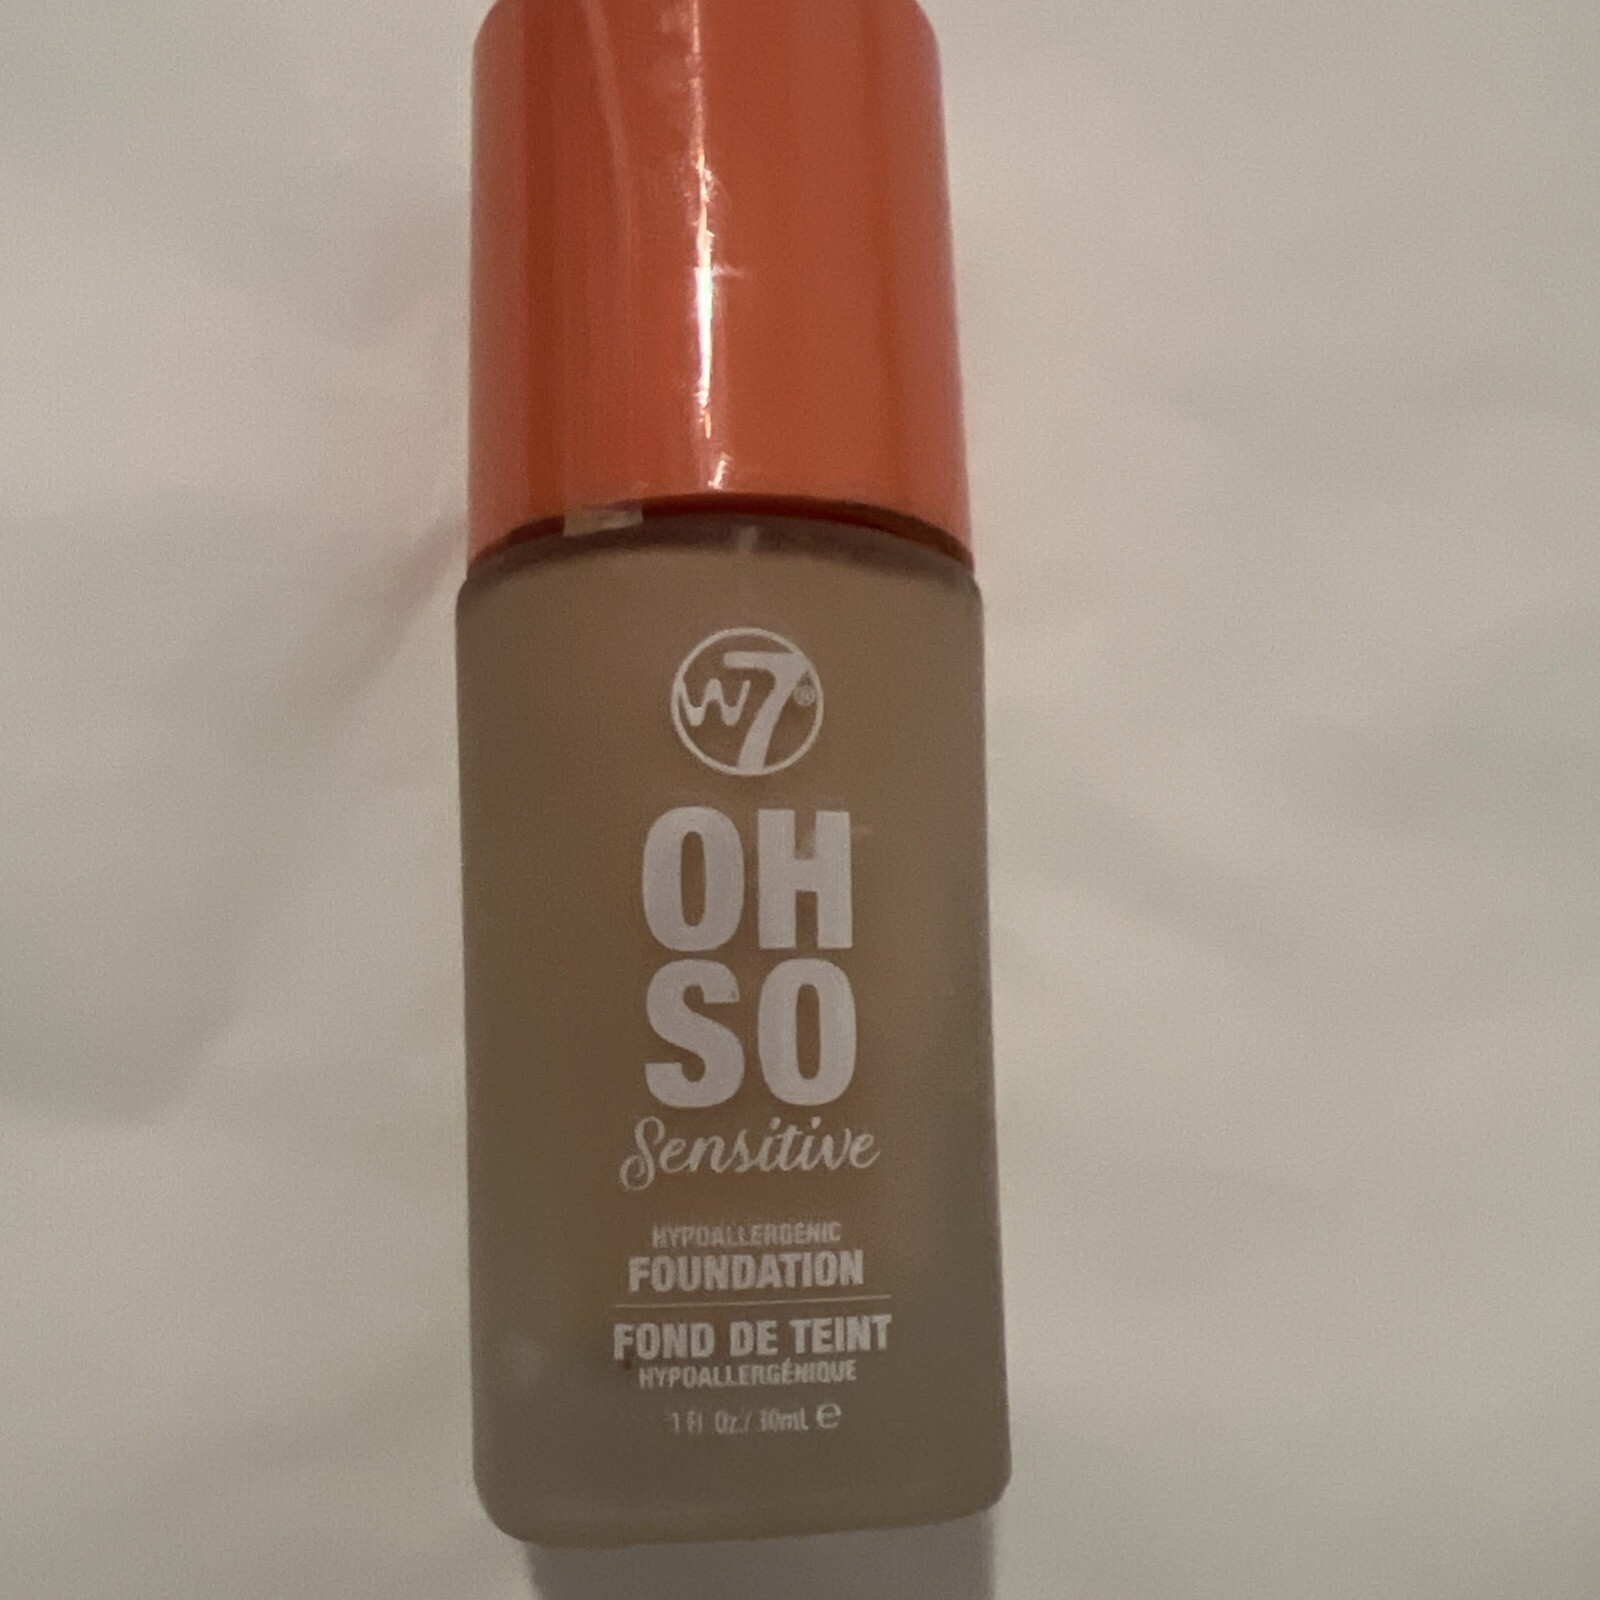 W7®
OH
SO
Sensitive
HYPOALLERGENIC
FOUNDATION
FOND DE TEINT
HYPOALLERGÉNIQUE
1 Fl Oz / 30mL ℮